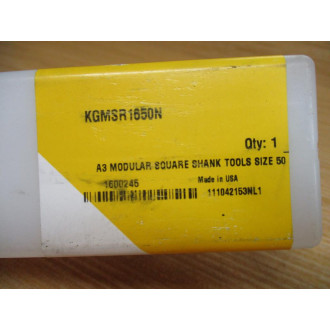 KGMSR1650N
Qty: 1
A3 MODULAR SQUARE SHANK TOOLS SIZE 50
1600245 Made in USA 111042153NL1